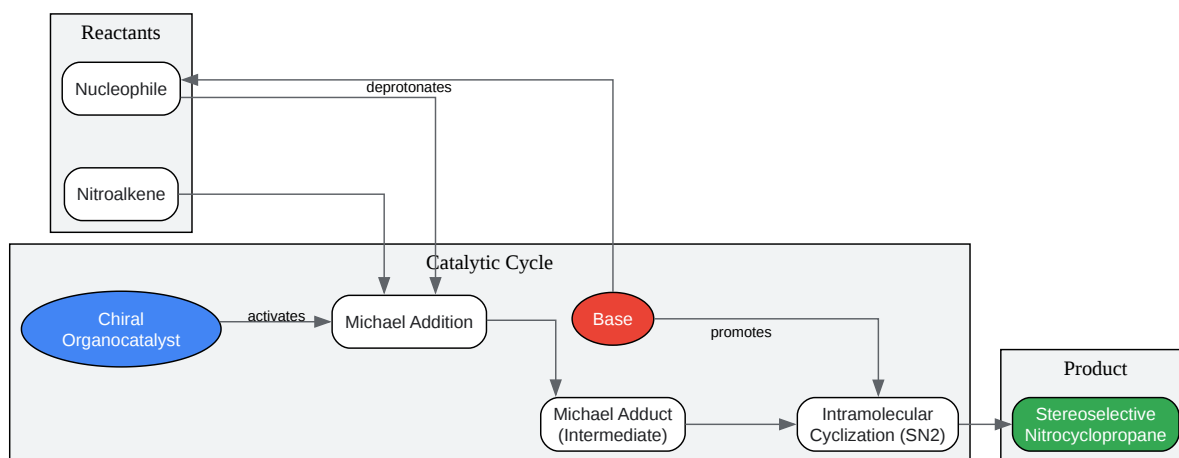 Reactants
Nucleophile
deprotonates
Nitroalkene
Catalytic Cycle
Chiral
Organocatalyst
activates
Michael Addition
Base
promotes
Product
Michael Adduct
(Intermediate)
Intramolecular
Cyclization (SN2)
Stereoselective
Nitrocyclopropane